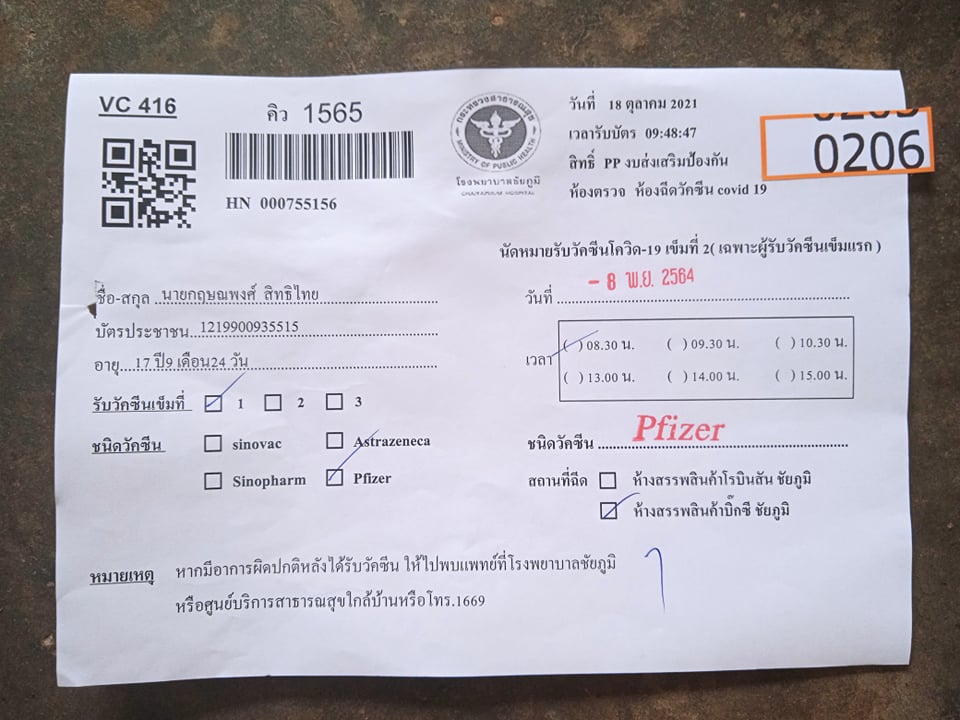 VC 416
คิว 1565
HN 000755156
กระทรวงสาธารณสุข
MINISTRY OF PUBLIC HEALTH
โรงพยาบาลชัยภูมิ
CHAIYAPHUM HOSPITAL
วันที่ 18 ตุลาคม 2021
เวลารับบัตร 09:48:47
สิทธิ์ PP งบส่งเสริมป้องกัน
ห้องตรวจ ห้องฉีดวัคซีน covid 19
0206
นัดหมายรับวัคซีนโควิด-19 เข็มที่ 2( เฉพาะผู้รับวัคซีนเข็มแรก )
วันที่ - 8 พ.ย. 2564
ชื่อ-สกุล นายกฤษณพงศ์ สิทธิไทย
บัตรประชาชน 1219900935515
อายุ 17 ปี9 เดือน24 วัน
เวลา ( ) 08.30 น. ( ) 09.30 น. ( ) 10.30 น.
( ) 13.00 น. ( ) 14.00 น. ( ) 15.00 น.
รับวัคซีนเข็มที่ 1 2 3
ชนิดวัคซีน sinovac Astrazeneca
Sinopharm Pfizer
ชนิดวัคซีน Pfizer
สถานที่ฉีด ห้างสรรพสินค้าโรบินสัน ชัยภูมิ
ห้างสรรพสินค้าบิ๊กซี ชัยภูมิ
หมายเหตุ หากมีอาการผิดปกติหลังได้รับวัคซีน ให้ไปพบแพทย์ที่โรงพยาบาลชัยภูมิ
หรือศูนย์บริการสาธารณสุขใกล้บ้านหรือโทร.1669